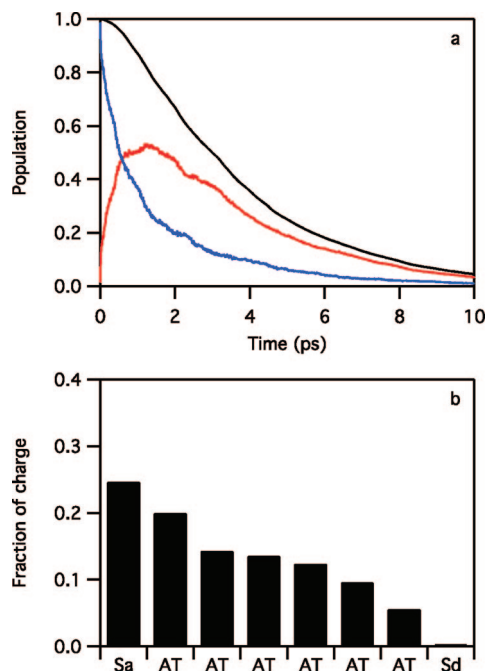 1.0
a
0.8
0.6
Population
0.4
0.2
0.0
0 2 4 6 8 10
Time (ps)
0.4
b
0.3
Fraction of charge
0.2
0.1
0.0
Sa AT AT AT AT AT AT Sd